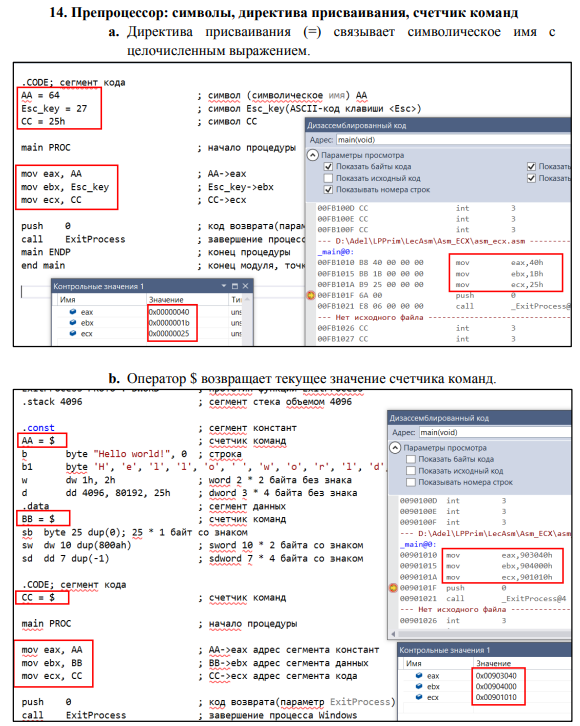 14. Препроцессор: символы, директива присваивания, счетчик команд
a. Директива присваивания (=) связывает символическое имя с
целочисленным выражением.
.CODE; сегмент кода
AA = 64 ; символ (символическое имя) AA
Esc_key = 27 ; символ Esc_key(ASCII-код клавиши <Esc>)
CC = 25h ; символ CC
main PROC ; начало процедуры
mov eax, AA ; AA->eax
mov ebx, Esc_key ; Esc_key->ebx
mov ecx, CC ; CC->ecx
push 0 ; код возврата(парам
call ExitProcess ; завершение процесс
main ENDP ; конец процедуры
end main ; конец модуля, точк
Дизассемблированный код
Адрес: main(void)
Параметры просмотра
Показать байты кода Показать
Показать исходный код Показать
Показывать номера строк
00FB100D CC int 3
00FB100E CC int 3
00FB100F CC int 3
--- D:\Adel\LPPrim\LecAsm\Asm_ECX\asm_ecx.asm
_main@0:
00FB1010 B8 40 00 00 00 mov eax,40h
00FB1015 BB 1B 00 00 00 mov ebx,1Bh
00FB101A B9 25 00 00 00 mov ecx,25h
00FB101F 6A 00 push 0
00FB1021 E8 06 00 00 00 call _ExitProcess@
--- Нет исходного файла
00FB1026 CC int 3
00FB1027 CC int 3
Контрольные значения 1
Имя Значение Ти
eax 0x00000040 uns
ebx 0x0000001b uns
ecx 0x00000025 uns
b. Оператор $ возвращает текущее значение счетчика команд.
.stack 4096 ; сегмент стека объемом 4096
.const ; сегмент констант
AA = $ ; счетчик команд
b byte "Hello world!", 0 ; строка
b1 byte 'H', 'e', 'l', 'l', 'o', ' ', 'w', 'o', 'r', 'l', 'd',
w dw 1h, 2h ; word 2 * 2 байта без знака
d dd 4096, 80192, 25h ; dword 3 * 4 байта без знака
.data ; сегмент данных
BB = $ ; счетчик команд
sb byte 25 dup(0); 25 * 1 байт со знаком
sw dw 10 dup(800ah) ; sword 10 * 2 байта со знаком
sd dd 7 dup(-1) ; sdword 7 * 4 байта со знаком
.CODE; сегмент кода
CC = $ ; счетчик команд
main PROC ; начало процедуры
mov eax, AA ; AA->eax адрес сегмента констант
mov ebx, BB ; BB->ebx адрес сегмента данных
mov ecx, CC ; CC->ecx адрес сегмента кода
push 0 ; код возврата(параметр ExitProcess)
call ExitProcess ; завершение процесса Windows
Дизассемблированный код
Адрес: main(void)
Параметры просмотра
Показать байты кода
Показать исходный код
Показывать номера строк
0090100D int 3
0090100E int 3
0090100F int 3
--- D:\Adel\LPPrim\LecAsm\Asm_ECX\asm
_main@0:
00901010 mov eax,903040h
00901015 mov ebx,904000h
0090101A mov ecx,901010h
0090101F push 0
00901021 call _ExitProcess@4
--- Нет исходного файла
00901026 int 3
Контрольные значения 1
Имя Значение
eax 0x00903040
ebx 0x00904000
ecx 0x00901010